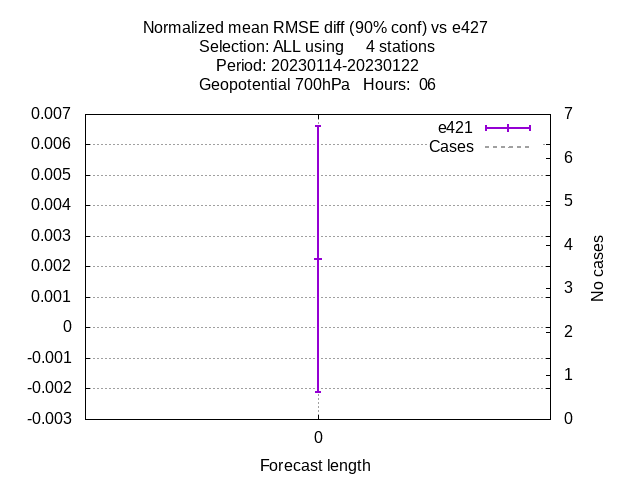 Normalized mean RMSE diff (90% conf) vs e427
Selection: ALL using     4 stations
Period: 20230114-20230122
Geopotential 700hPa   Hours:  06
0.007
0.006
0.005
0.004
0.003
0.002
0.001
0
-0.001
-0.002
-0.003
e421
Cases
7
6
5
4
3
2
1
0
No cases
0
Forecast length